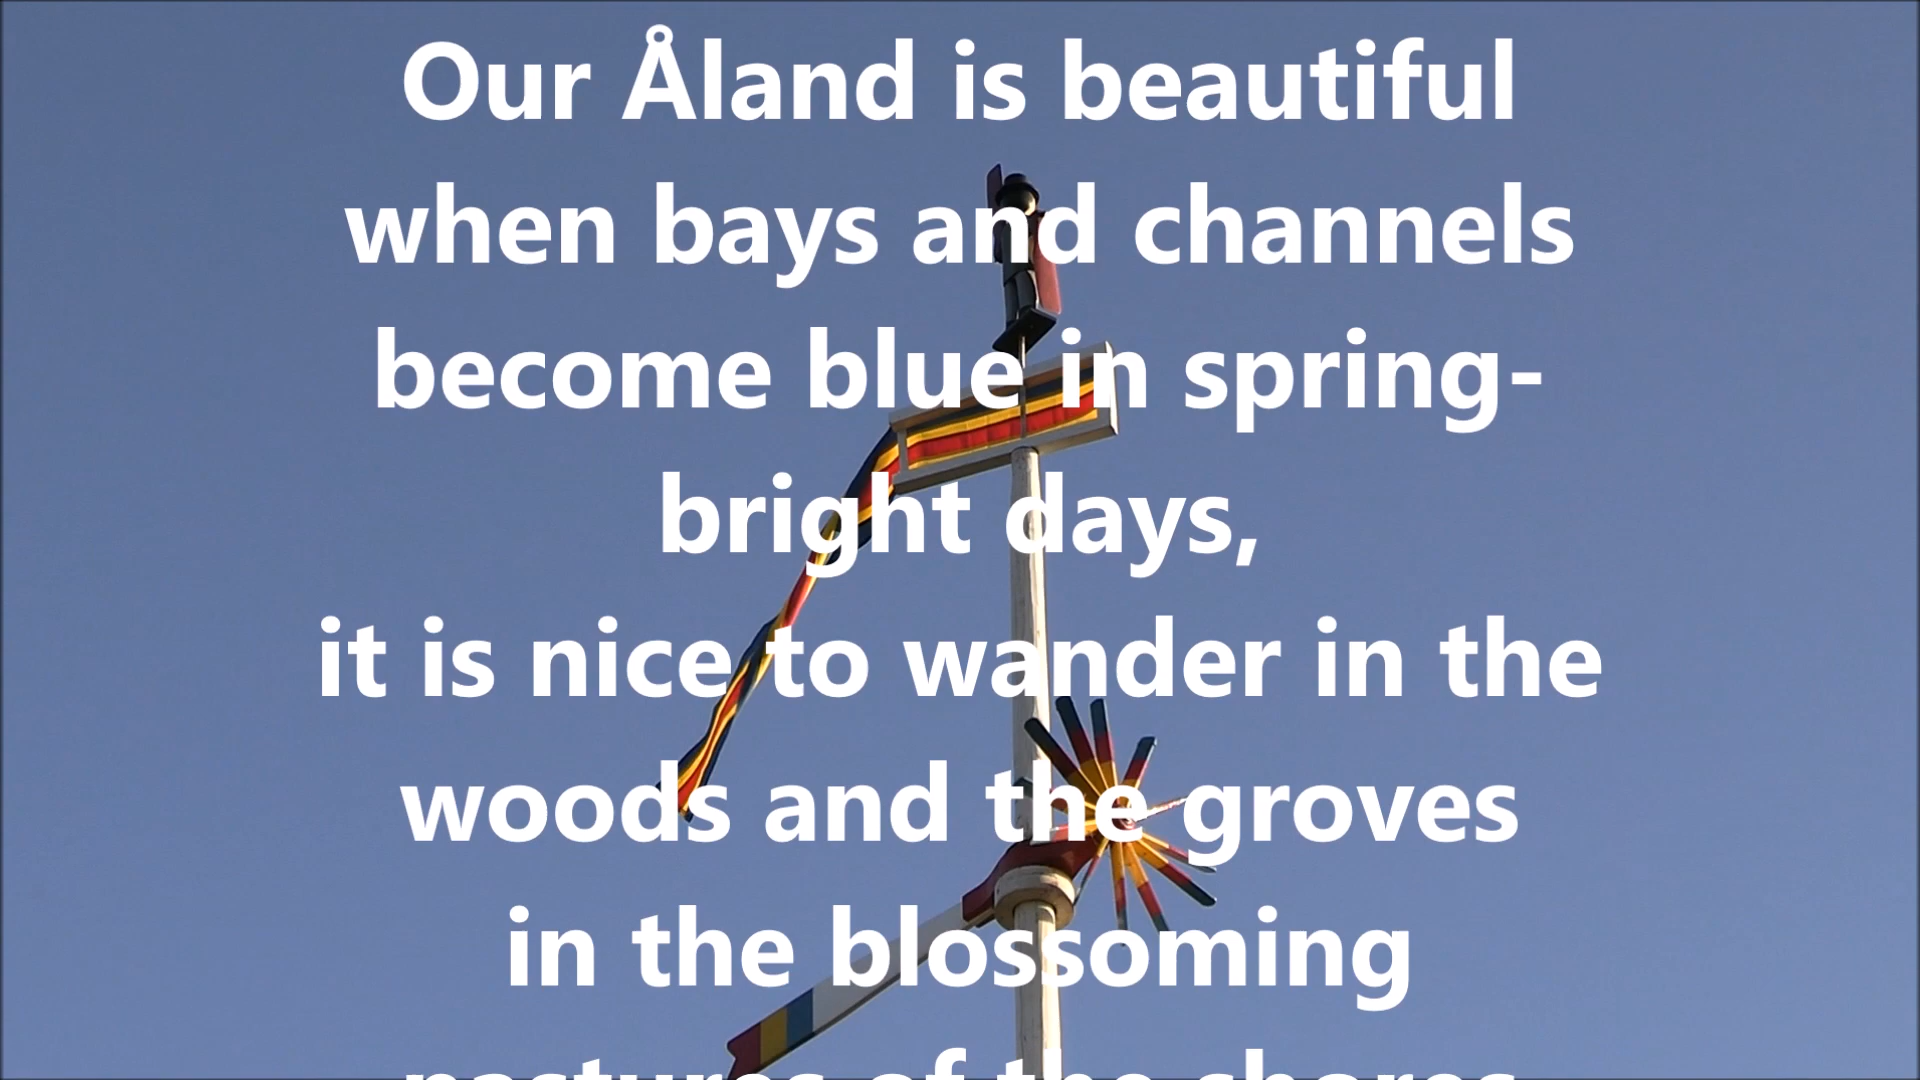 Our Åland is beautiful
when bays and channels
become blue in spring-
bright days,
it is nice to wander in the
woods and the groves
in the blossoming
pastures of the shores